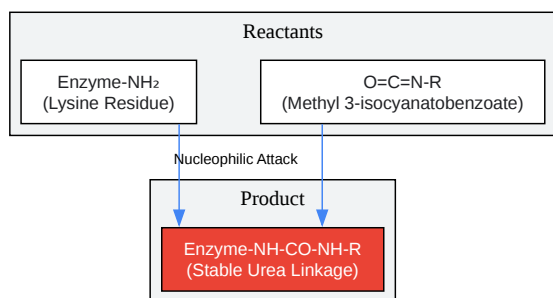 Reactants
Enzyme-NH₂
(Lysine Residue)
O=C=N-R
(Methyl 3-isocyanatobenzoate)
Nucleophilic Attack
Product
Enzyme-NH-CO-NH-R
(Stable Urea Linkage)